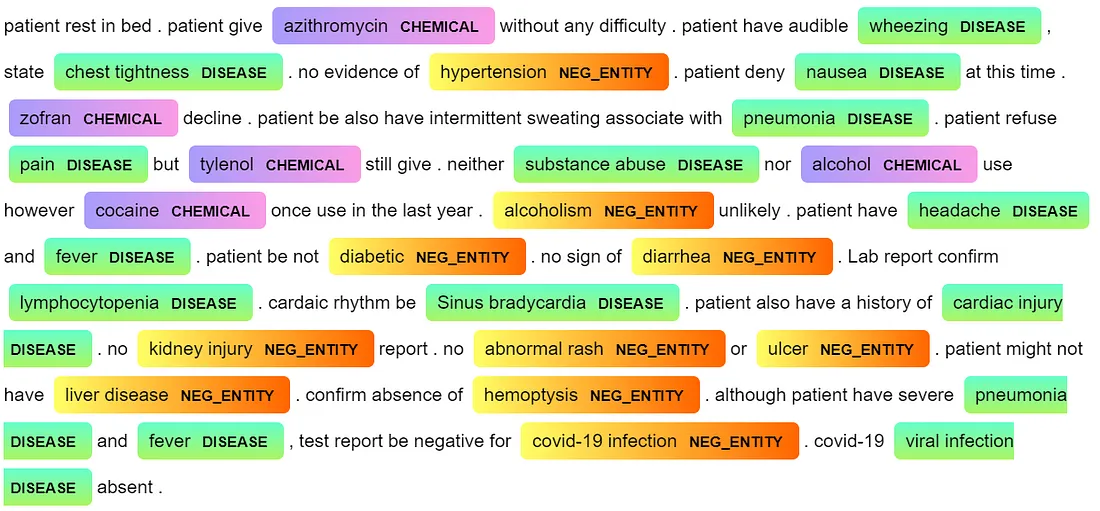 patient rest in bed . patient give azithromycin CHEMICAL without any difficulty . patient have audible wheezing DISEASE ,
state chest tightness DISEASE . no evidence of hypertension NEG_ENTITY . patient deny nausea DISEASE at this time .
zofran CHEMICAL decline . patient be also have intermittent sweating associate with pneumonia DISEASE . patient refuse
pain DISEASE but tylenol CHEMICAL still give . neither substance abuse DISEASE nor alcohol CHEMICAL use
however cocaine CHEMICAL once use in the last year . alcoholism NEG_ENTITY unlikely . patient have headache DISEASE
and fever DISEASE . patient be not diabetic NEG_ENTITY . no sign of diarrhea NEG_ENTITY . Lab report confirm
lymphocytopenia DISEASE . cardaic rhythm be Sinus bradycardia DISEASE . patient also have a history of cardiac injury
DISEASE . no kidney injury NEG_ENTITY report . no abnormal rash NEG_ENTITY or ulcer NEG_ENTITY . patient might not
have liver disease NEG_ENTITY . confirm absence of hemoptysis NEG_ENTITY . although patient have severe pneumonia
DISEASE and fever DISEASE , test report be negative for covid-19 infection NEG_ENTITY . covid-19 viral infection
DISEASE absent .